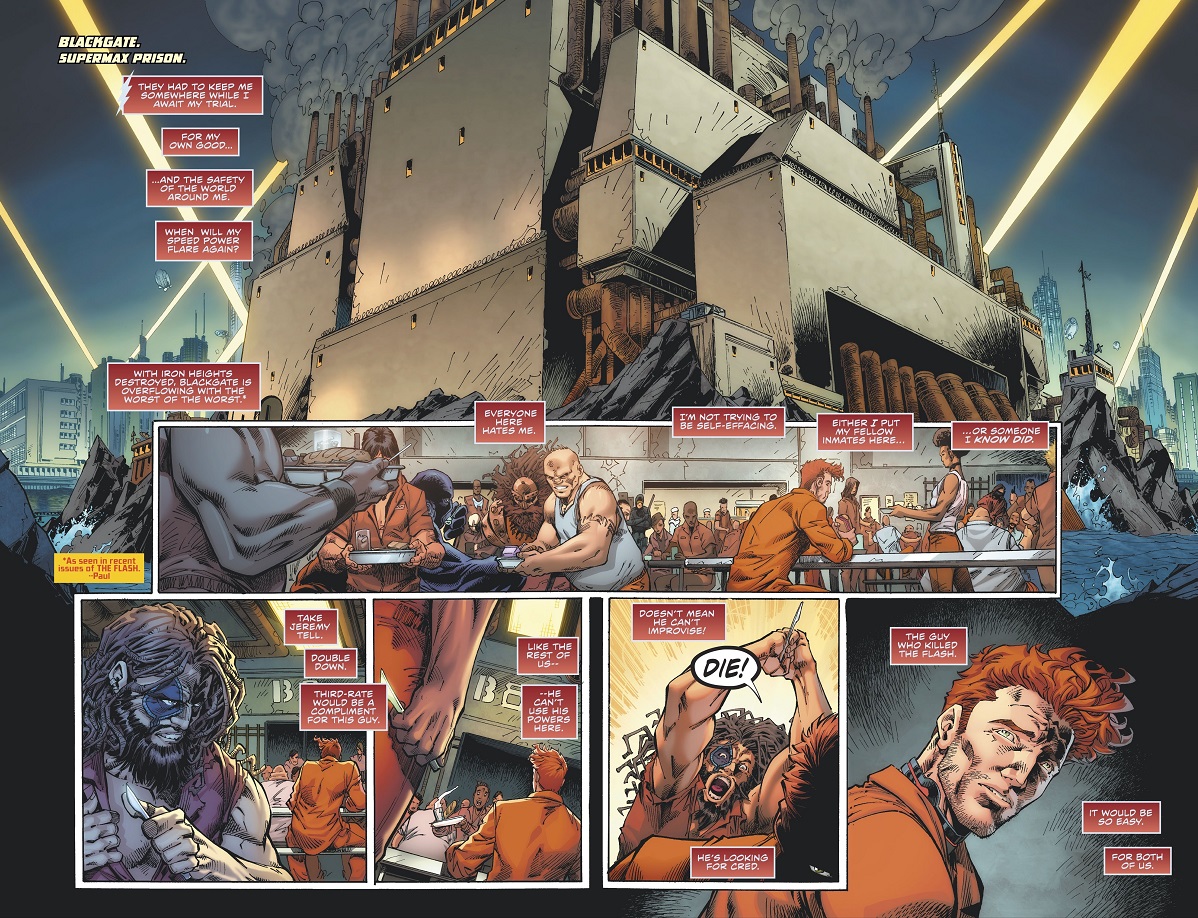 BLACKGATE.
SUPERMAX PRISON.
THEY HAD TO KEEP ME
SOMEWHERE WHILE I
AWAIT MY TRIAL.
FOR MY
OWN GOOD...
...AND THE SAFETY
OF THE WORLD
AROUND ME.
WHEN WILL MY
SPEED POWER
FLARE AGAIN?
WITH IRON HEIGHTS
DESTROYED, BLACKGATE IS
OVERFLOWING WITH THE
WORST OF THE WORST.*
*As seen in recent
issues of THE FLASH.
--Paul
EVERYONE
HERE
HATES ME.
I'M NOT TRYING TO
BE SELF-EFFACING.
EITHER I PUT
MY FELLOW
INMATES HERE...
...OR SOMEONE
I KNOW DID.
TAKE
JEREMY
TELL.
DOUBLE
DOWN.
THIRD-RATE
WOULD BE A
COMPLIMENT
FOR THIS GUY.
B
LIKE THE
REST OF
US--
--HE
CAN'T
USE HIS
POWERS
HERE.
BA
DOESN'T MEAN
HE CAN'T
IMPROVISE!
DIE!
HE'S LOOKING
FOR CRED.
THE GUY
WHO KILLED
THE FLASH.
IT WOULD BE
SO EASY.
FOR BOTH
OF US.